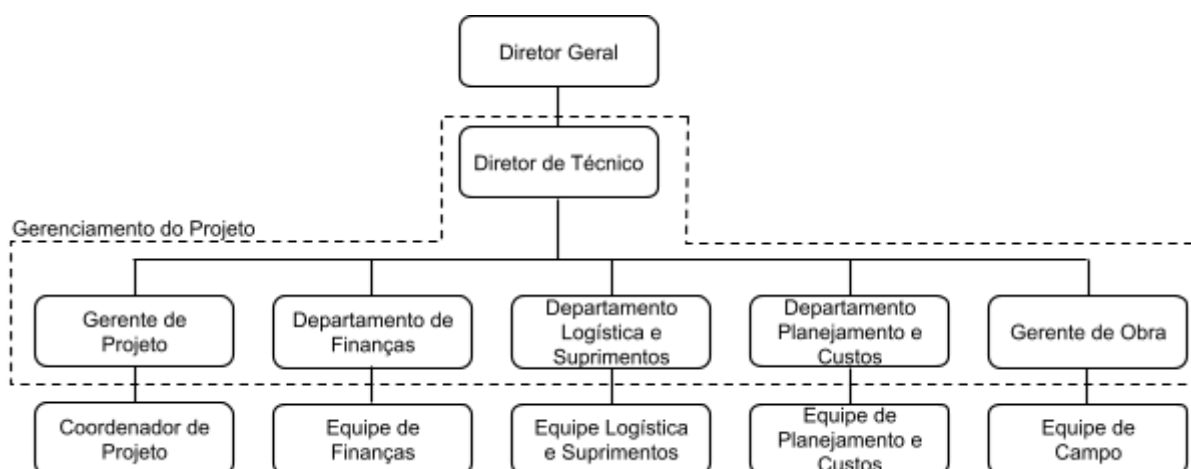 Diretor Geral
Diretor de Técnico
Gerenciamento do Projeto
Gerente de
Projeto
Departamento de
Finanças
Departamento
Logística e
Suprimentos
Departamento
Planejamento e
Custos
Gerente de Obra
Coordenador de
Projeto
Equipe de
Finanças
Equipe Logística
e Suprimentos
Equipe de
Planejamento e
Custos
Equipe de
Campo